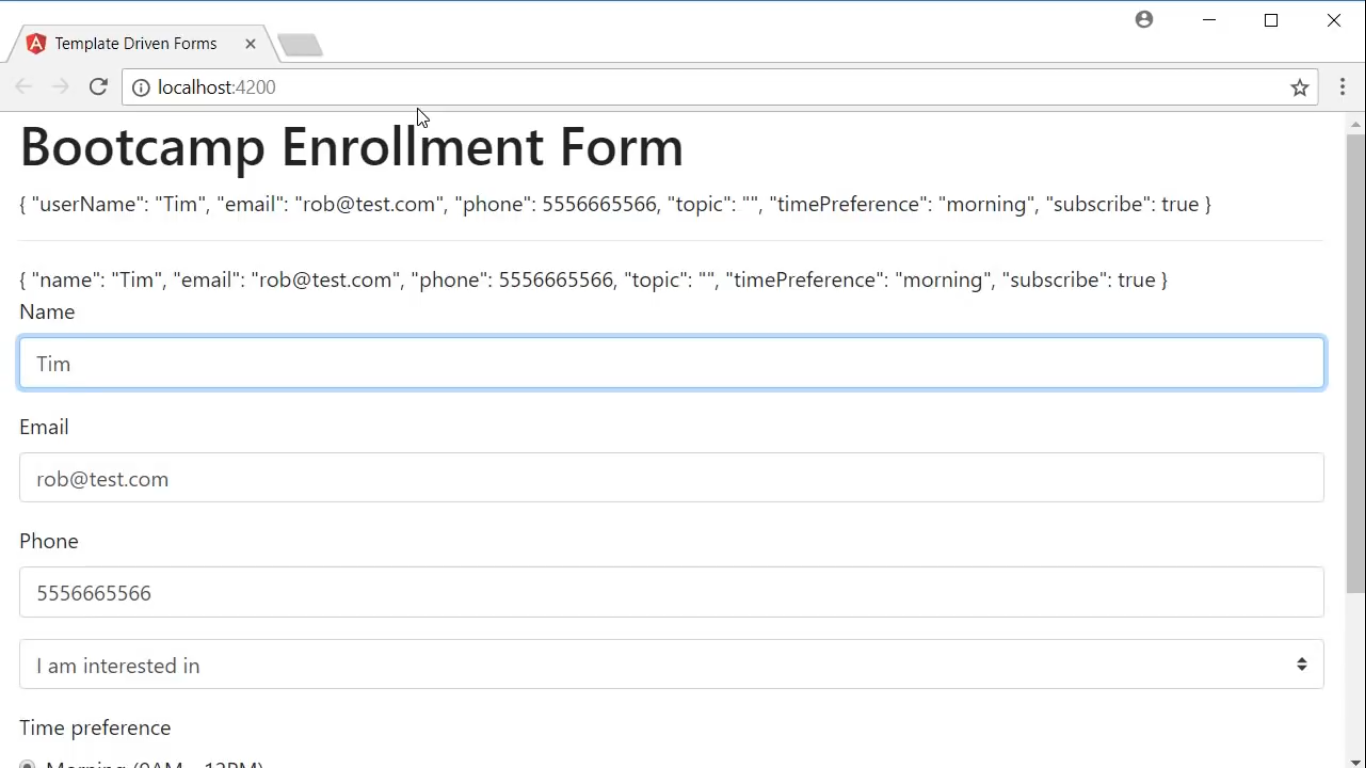 Template Driven Forms
localhost:4200
Bootcamp Enrollment Form
{ "userName": "Tim", "email": "rob@test.com", "phone": 5556665566, "topic": "", "timePreference": "morning", "subscribe": true }
{ "name": "Tim", "email": "rob@test.com", "phone": 5556665566, "topic": "", "timePreference": "morning", "subscribe": true }
Name
Tim
Email
rob@test.com
Phone
5556665566
I am interested in
Time preference
Morning (9AM - 12PM)